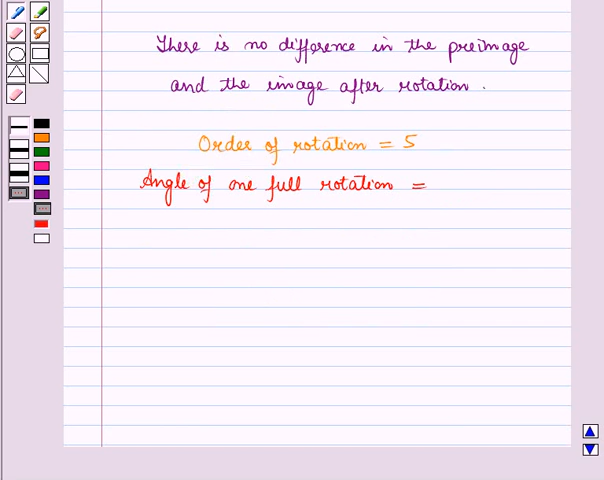 There is no difference in the preimage
and the image after rotation.
Order of rotation = 5
Angle of one full rotation =